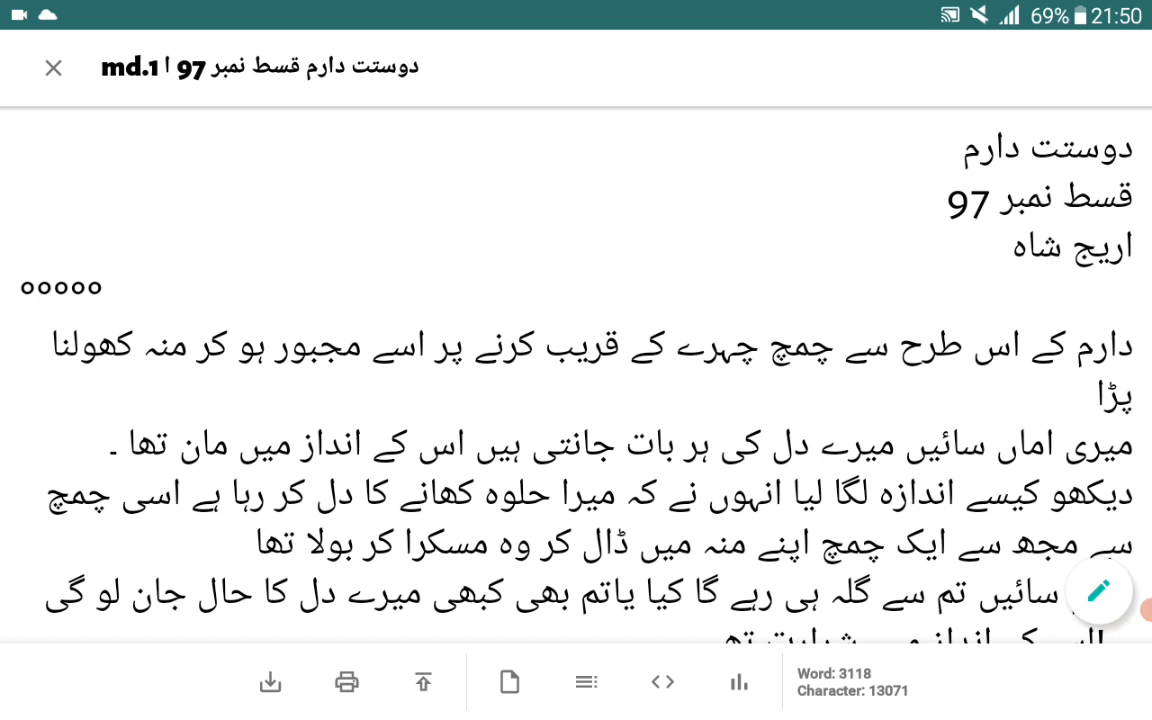 69% 21:50
دوستت دارم قسط نمبر 97 ا 1.md
دوستت دارم
قسط نمبر 97
اریج شاہ
ooooo
دارم کے اس طرح سے چمچ چہرے کے قریب کرنے پر اسے مجبور ہو کر منہ کھولنا
پڑا
میری اماں سائیں میرے دل کی ہر بات جانتی ہیں اس کے انداز میں مان تھا ۔
دیکھو کیسے اندازہ لگا لیا انہوں نے کہ میرا حلوہ کھانے کا دل کر رہا ہے اسی چمچ
سے مجھ سے ایک چمچ اپنے منہ میں ڈال کر وہ مسکرا کر بولا تھا
سائیں تم سے گلہ ہی رہے گا کیا یاتم بھی کبھی میرے دل کا حال جان لو گی
Word: 3118
Character: 13071